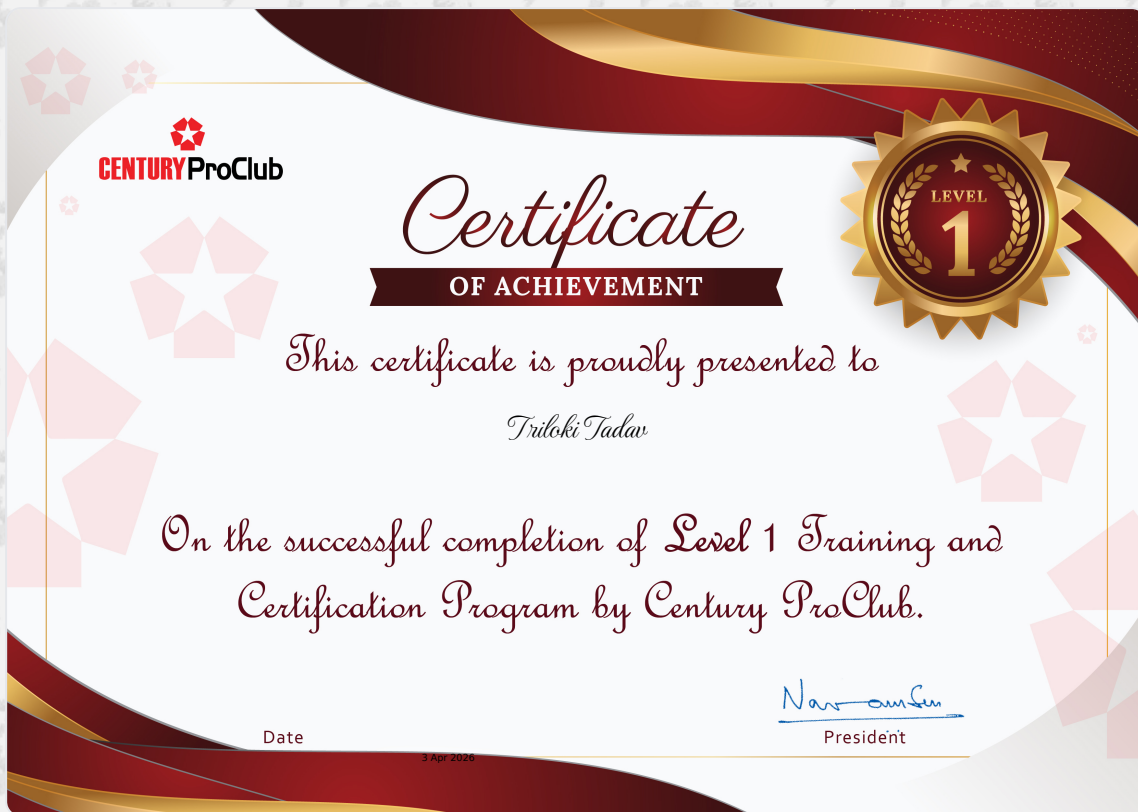 CENTURY ProClub
LEVEL
1
Certificate
OF ACHIEVEMENT
This certificate is proudly presented to
Triloki Tadav
On the successful completion of Level 1 Training and
Certification Program by Century ProClub.
Date
President
3 Apr 2026